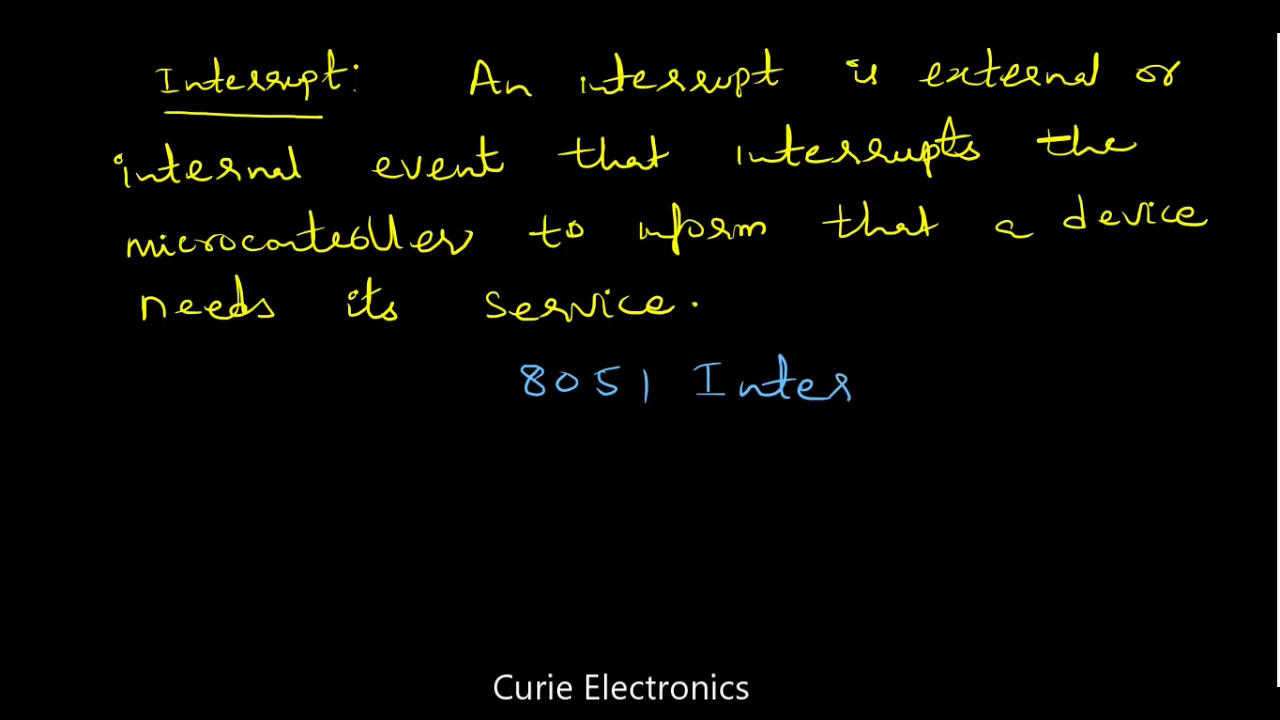 Interrupt: An interrupt is external or
internal event that interrupts the
microcontroller to inform that a device
needs its service.
8051 Inter
Curie Electronics